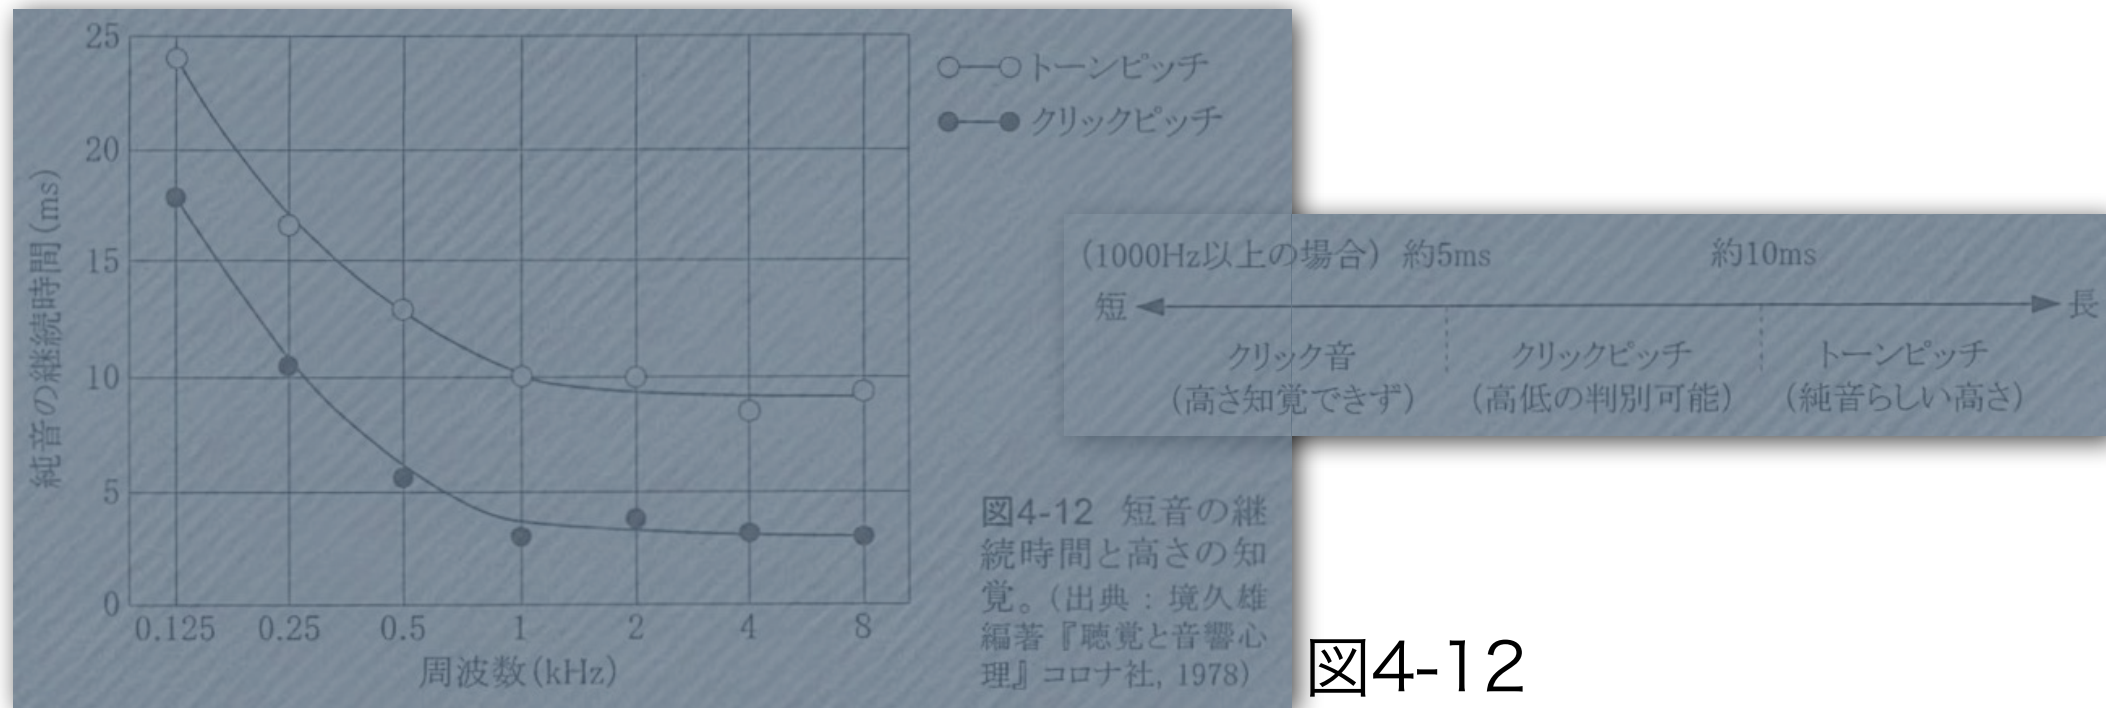 25
20
15
10
5
0
純音の継続時間(ms)
0.125 0.25 0.5 1 2 4 8
周波数(kHz)
トーンピッチ
クリックピッチ
図4-12 短音の継
続時間と高さの知
覚。(出典:境久雄
編著『聴覚と音響心
理』コロナ社, 1978)
(1000Hz以上の場合) 約5ms 約10ms
短 長
クリック音 クリックピッチ トーンピッチ
(高さ知覚できず) (高低の判別可能) (純音らしい高さ)
図4-12